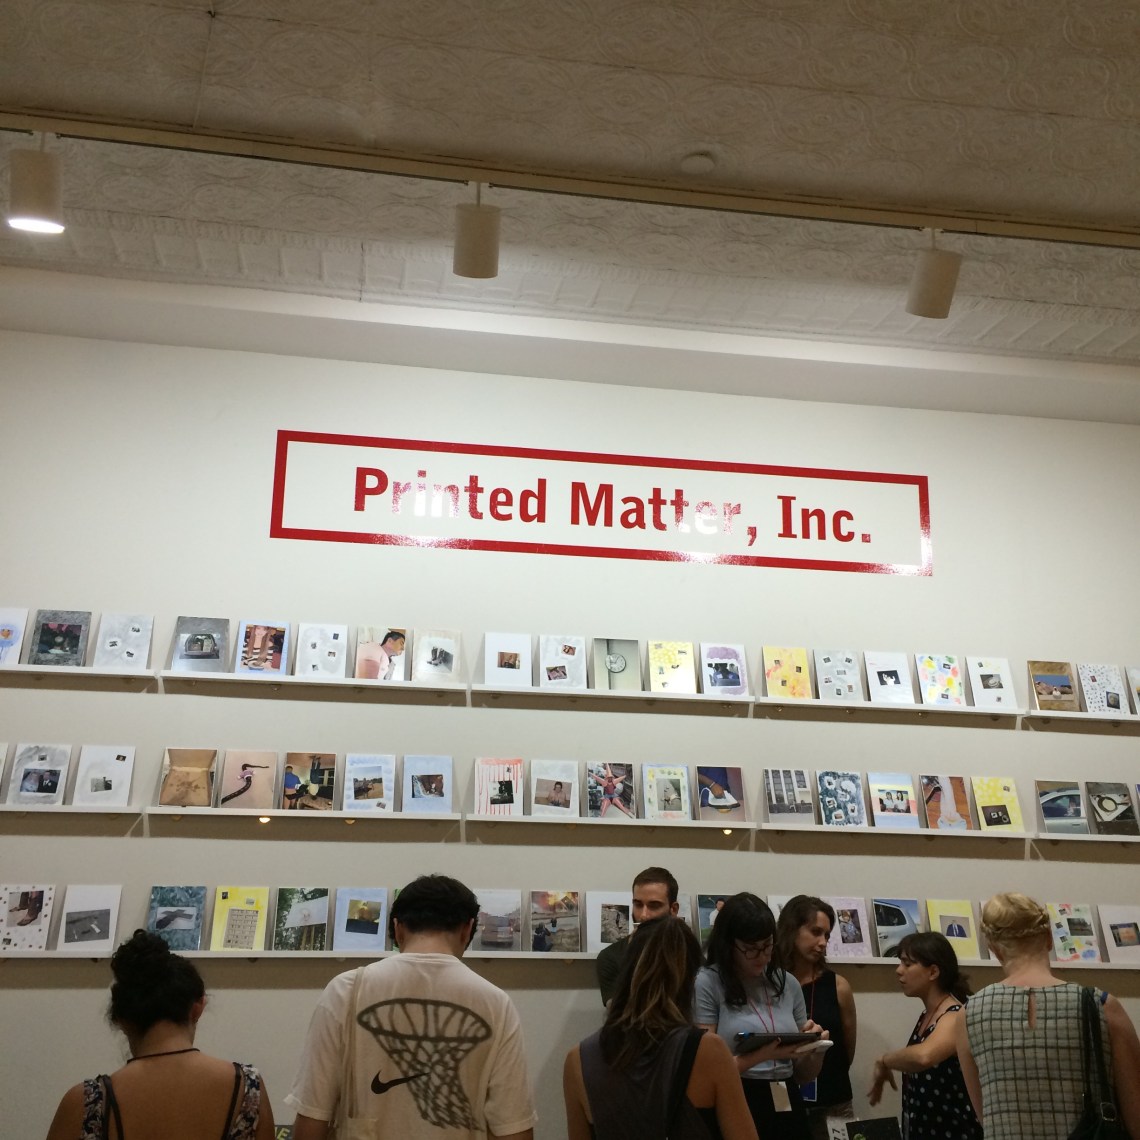 Printed Matter, Inc.